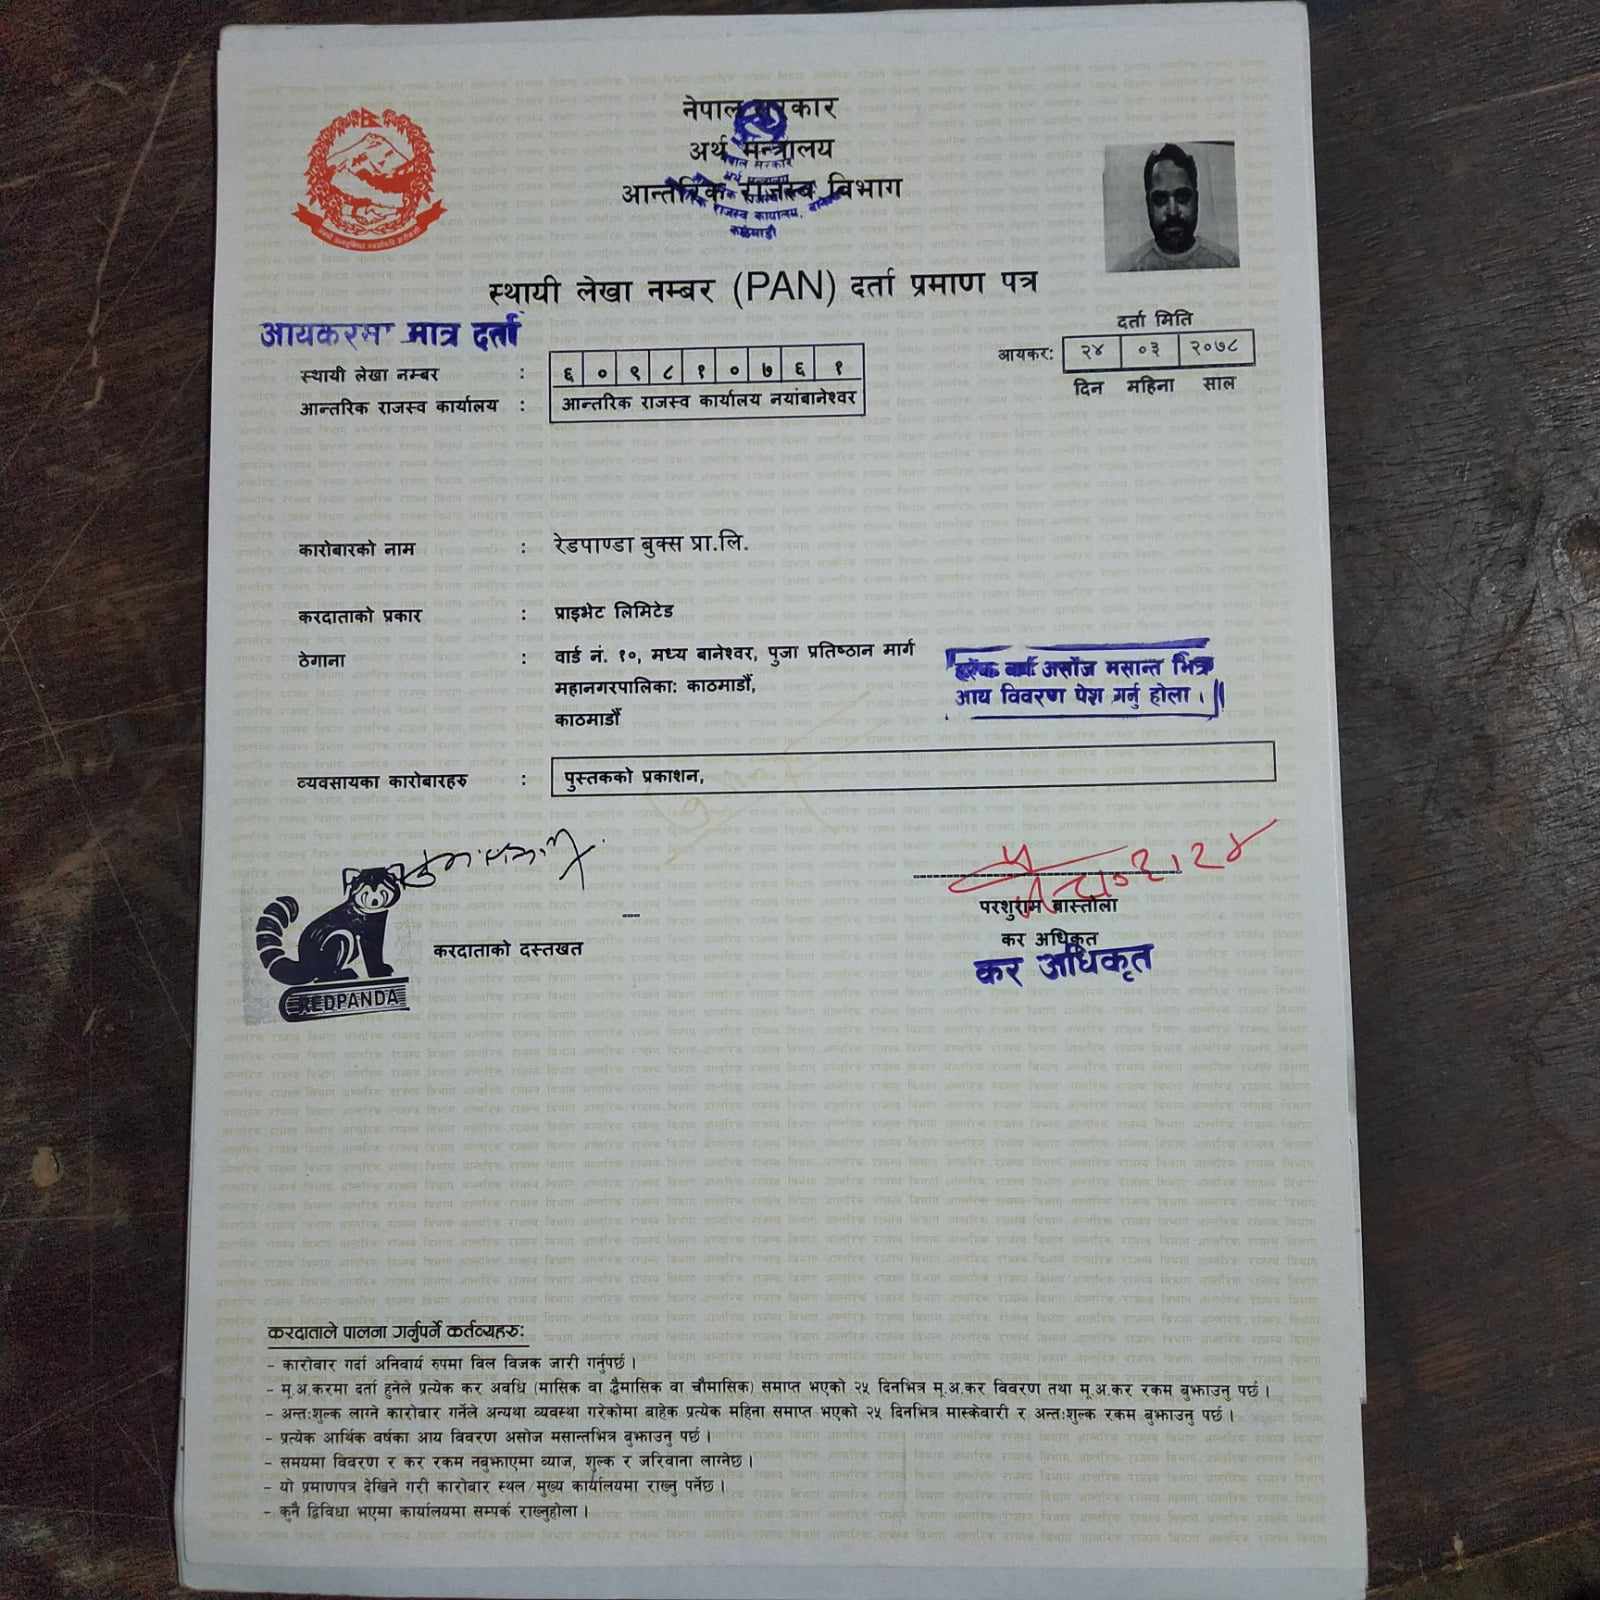 नेपाल सरकार
अर्थ मन्त्रालय
आन्तरिक राजस्व विभाग
काठमाडौं
स्थायी लेखा नम्बर (PAN) दर्ता प्रमाण पत्र
आयकरमा मात्र दर्ता
दर्ता मिति
आयकर: २४ ०३ २०७८
दिन महिना साल
स्थायी लेखा नम्बर : ६ ० ९ ८ १ ० ७ ६ १
आन्तरिक राजस्व कार्यालय : आन्तरिक राजस्व कार्यालय नयांबानेश्वर
कारोबारको नाम : रेडपाण्डा बुक्स प्रा.लि.
करदाताको प्रकार : प्राइभेट लिमिटेड
ठेगाना : वार्ड नं. १०, मध्य बानेश्वर, पुजा प्रतिष्ठान मार्ग
महानगरपालिका: काठमाडौं,
काठमाडौं
हरेक वर्ष असोज मसान्त भित्र
आय विवरण पेश गर्नु होला ।
व्यवसायका कारोबारहरु : पुस्तकको प्रकाशन,
REDPANDA
करदाताको दस्तखत
परशुराम बास्तोला
कर अधिकृत
कर अधिकृत
करदाताले पालना गर्नुपर्ने कर्तव्यहरु:
- कारोबार गर्दा अनिवार्य रुपमा विल विजक जारी गर्नुपर्छ ।
- मू.अ.करमा दर्ता हुनेले प्रत्येक कर अवधि (मासिक वा द्वैमासिक वा चौमासिक) समाप्त भएको २५ दिनभित्र मू.अ.कर विवरण तथा मू.अ.कर रकम बुझाउनु पर्छ ।
- अन्तःशुल्क लाग्ने कारोबार गर्नेले अन्यथा व्यवस्था गरेकोमा बाहेक प्रत्येक महिना समाप्त भएको २५ दिनभित्र मास्केवारी र अन्तःशुल्क रकम बुझाउनु पर्छ ।
- प्रत्येक आर्थिक वर्षका आय विवरण असोज मसान्तभित्र बुझाउनु पर्छ ।
- समयमा विवरण र कर रकम नबुझाएमा व्याज, शुल्क र जरिवाना लाग्नेछ ।
- यो प्रमाणपत्र देखिने गरी कारोबार स्थल/मुख्य कार्यालयमा राख्नु पर्नेछ ।
- कुनै द्विविधा भएमा कार्यालयमा सम्पर्क राख्नुहोला ।